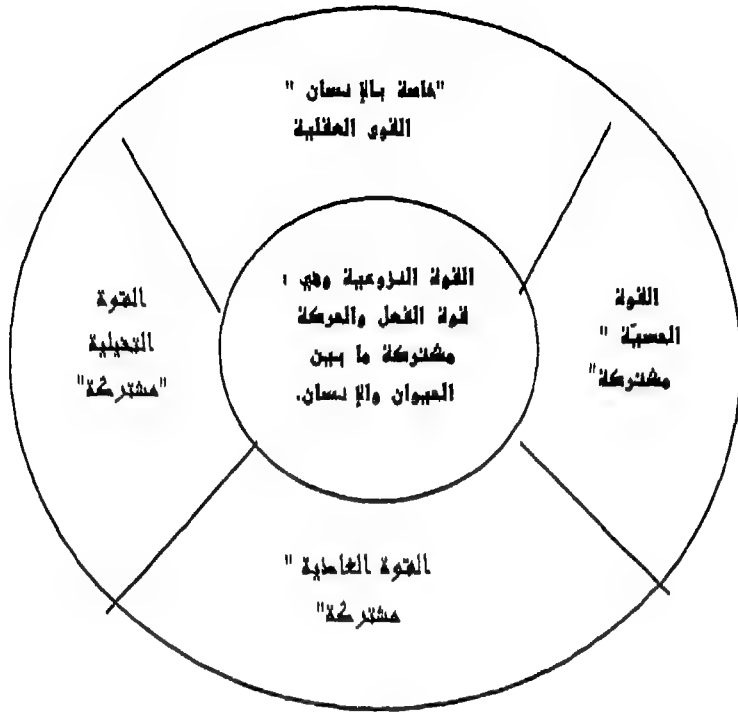 "خاصة بالإنسان"
القوى العقلية
القوة
الحسيّة "
مشتركة"
القوة النزوعية وهي :
قوة الفعل والحركة
مشتركة ما بين
الحيوان والإنسان.
القوة
التخيلية
"مشتركة"
القوة الغاذية "
مشتركة"